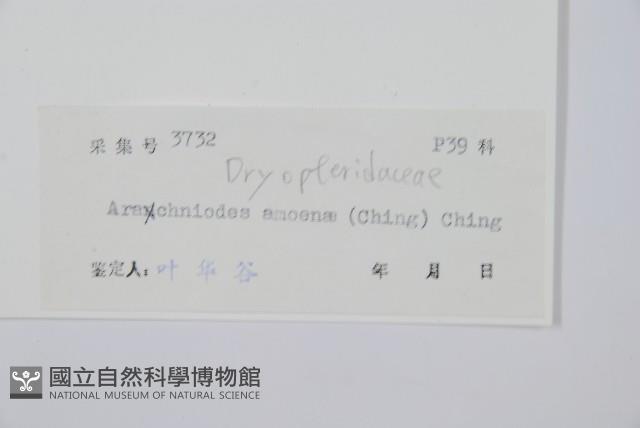 采集号 3732 P39 科
Dryopteridaceae
Arachniodes amoena (Ching) Ching
鉴定人: 叶华谷 年 月 日
國立自然科學博物館
NATIONAL MUSEUM OF NATURAL SCIENCE